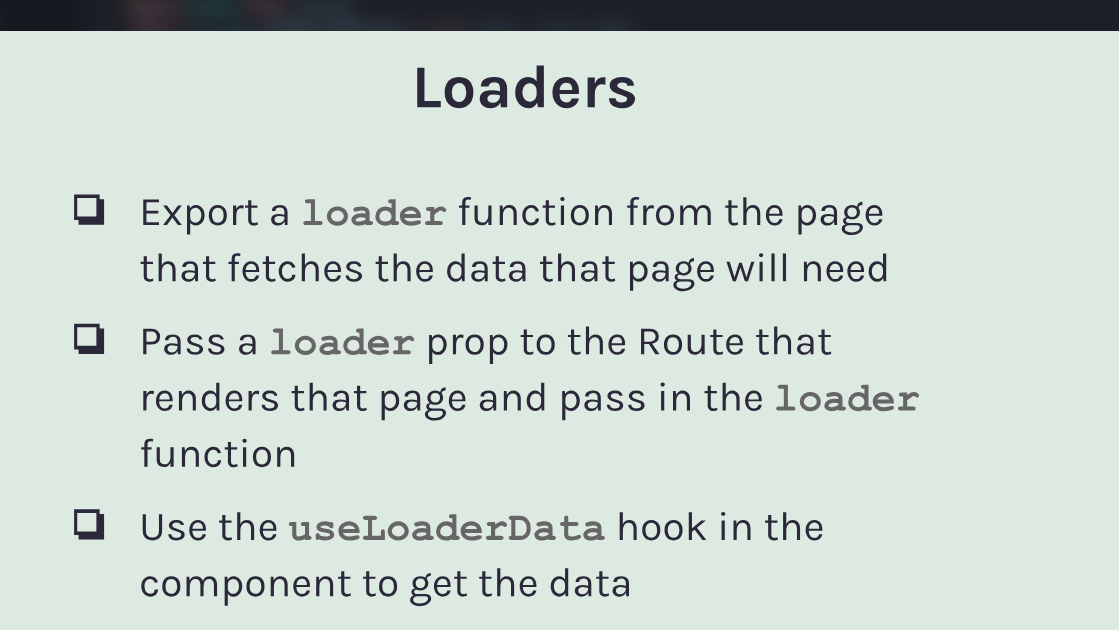 Loaders
Export a loader function from the page
that fetches the data that page will need
Pass a loader prop to the Route that
renders that page and pass in the loader
function
Use the useLoaderData hook in the
component to get the data